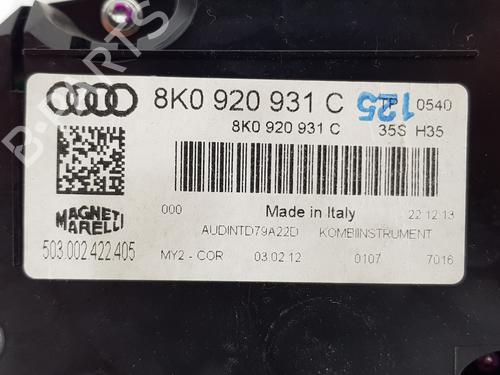 8K0 920 931 C
TP 0540
125
8K0 920 931 C 35S H35
000 Made in Italy 22.12.13
MAGNETI
MARELLI
AUDINTD79A22D KOMBIINSTRUMENT
503.002.422.405
MY2 - COR 03.02.12 0107 7016
B-PARTS